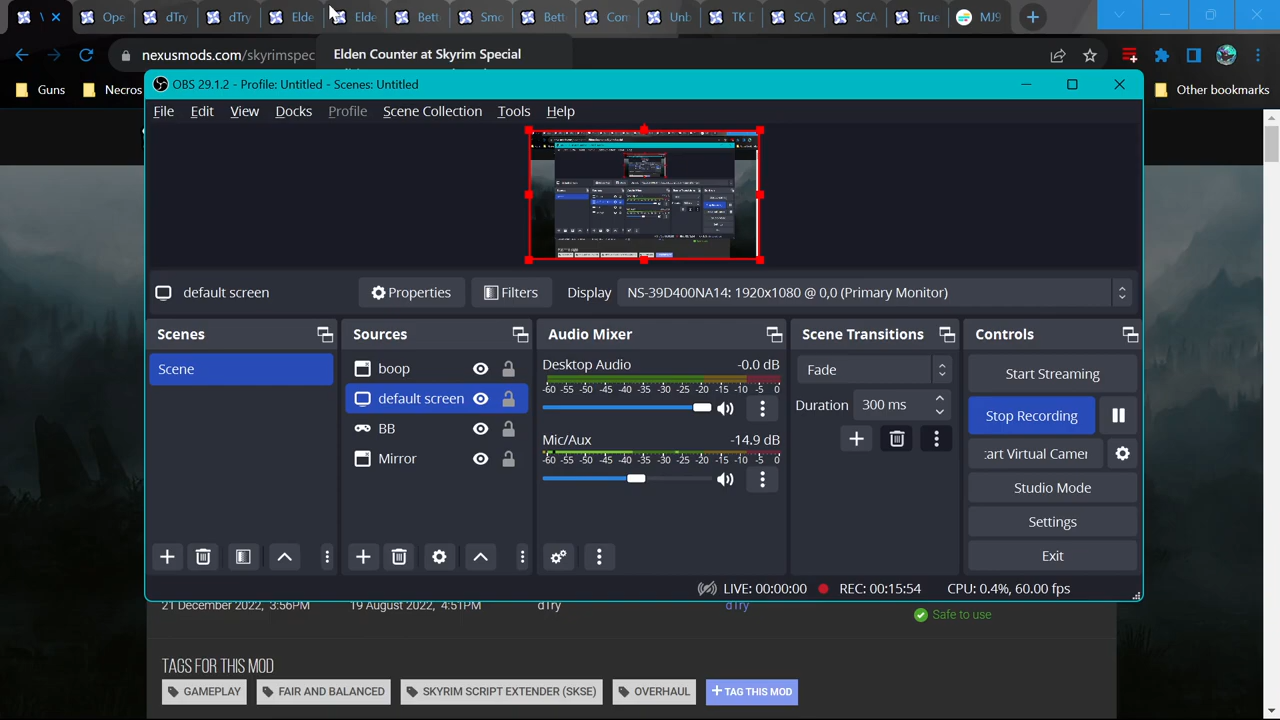 Ope
dTry
dTry
Elde
Elde
Bett
Smo
Bett
Con
Unb
TK D
SCA
SCA
True
MJ9
nexusmods.com/skyrimspec
Elden Counter at Skyrim Special
Guns
Necros
Other bookmarks
OBS 29.1.2 - Profile: Untitled - Scenes: Untitled
File Edit View Docks Profile Scene Collection Tools Help
default screen
Properties
Filters
Display
NS-39D400NA14: 1920x1080 @ 0,0 (Primary Monitor)
Scenes
Scene
Sources
boop
default screen
BB
Mirror
Audio Mixer
Desktop Audio -0.0 dB
-60 -55 -50 -45 -40 -35 -30 -25 -20 -15 -10 -5 0
Mic/Aux -14.9 dB
-60 -55 -50 -45 -40 -35 -30 -25 -20 -15 -10 -5 0
Scene Transitions
Fade
Duration 300 ms
Controls
Start Streaming
Stop Recording
:art Virtual Camer
Studio Mode
Settings
Exit
LIVE: 00:00:00 REC: 00:15:54 CPU: 0.4%, 60.00 fps
21 December 2022, 3:56PM 19 August 2022, 4:51PM dTry dTry
Safe to use
TAGS FOR THIS MOD
GAMEPLAY
FAIR AND BALANCED
SKYRIM SCRIPT EXTENDER (SKSE)
OVERHAUL
+ TAG THIS MOD